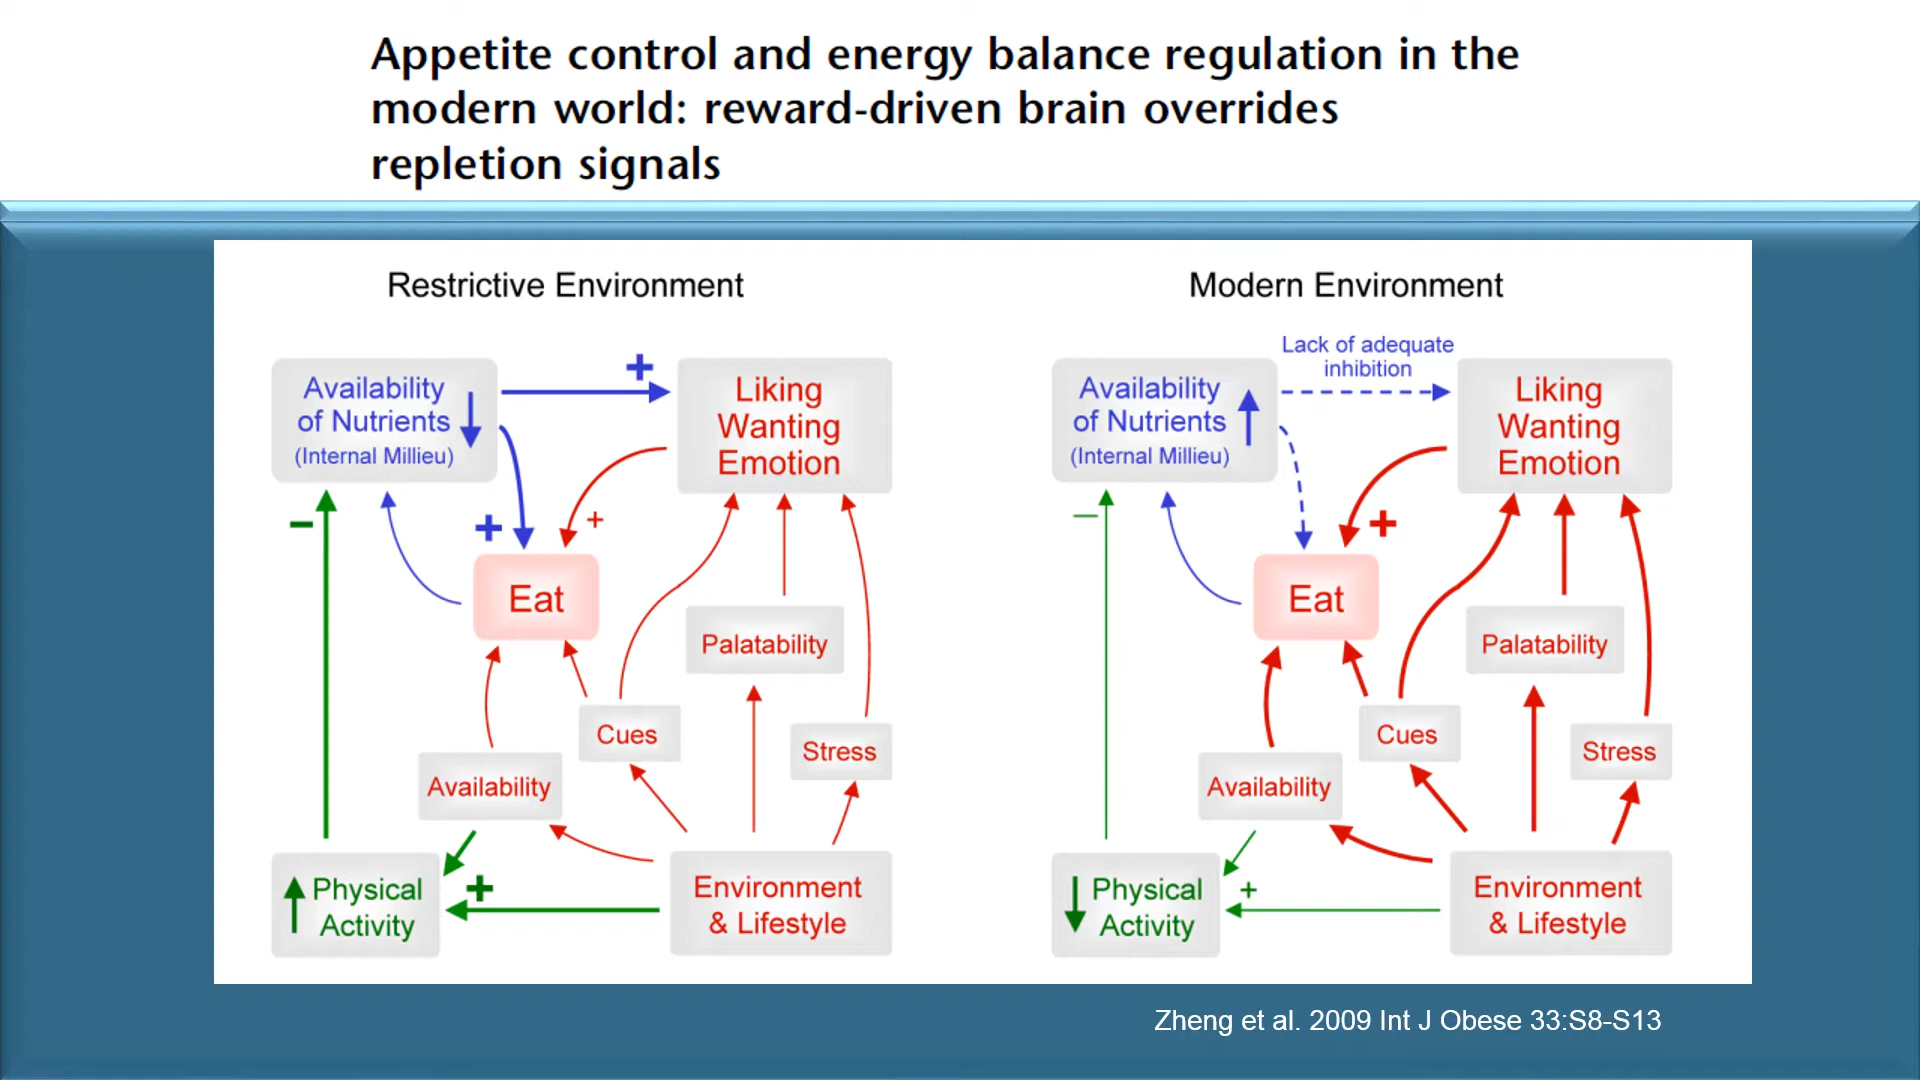 Appetite control and energy balance regulation in the
modern world: reward-driven brain overrides
repletion signals
Restrictive Environment
Availability
of Nutrients
(Internal Millieu)
+
Liking
Wanting
Emotion
–
+
+
Eat
Palatability
Cues
Stress
Availability
Physical
Activity
+
Environment
& Lifestyle
Modern Environment
Lack of adequate
inhibition
Availability
of Nutrients
(Internal Millieu)
Liking
Wanting
Emotion
–
+
Eat
Palatability
Cues
Stress
Availability
Physical
Activity
+
Environment
& Lifestyle
Zheng et al. 2009 Int J Obese 33:S8-S13